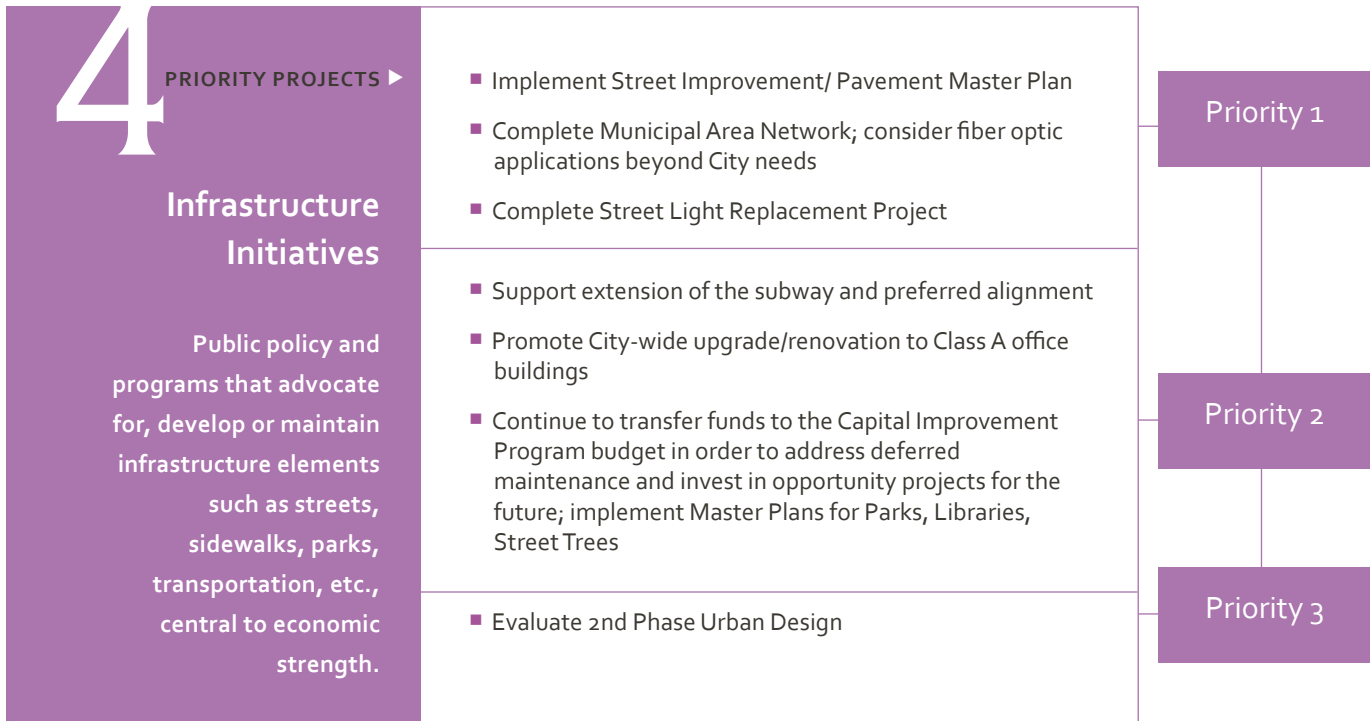 4
PRIORITY PROJECTS ▶
Infrastructure
Initiatives
Public policy and
programs that advocate
for, develop or maintain
infrastructure elements
such as streets,
sidewalks, parks,
transportation, etc.,
central to economic
strength.
■ Implement Street Improvement/ Pavement Master Plan
■ Complete Municipal Area Network; consider fiber optic
applications beyond City needs
■ Complete Street Light Replacement Project
Priority 1
■ Support extension of the subway and preferred alignment
■ Promote City-wide upgrade/renovation to Class A office
buildings
■ Continue to transfer funds to the Capital Improvement
Program budget in order to address deferred
maintenance and invest in opportunity projects for the
future; implement Master Plans for Parks, Libraries,
Street Trees
Priority 2
■ Evaluate 2nd Phase Urban Design
Priority 3